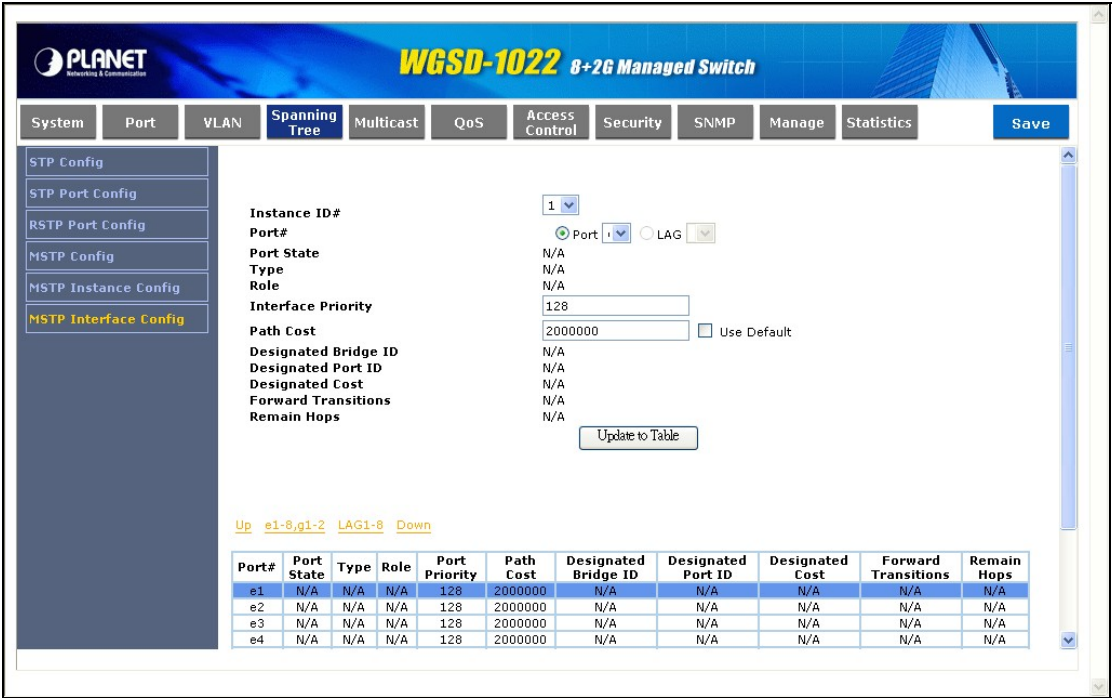 PLANET
Networking & Communication
WGSD-1022 8+2G Managed Switch
System Port VLAN Spanning Tree Multicast QoS Access Control Security SNMP Manage Statistics Save
STP Config
STP Port Config
RSTP Port Config
MSTP Config
MSTP Instance Config
MSTP Interface Config
Instance ID# 1
Port# Port LAG
Port State N/A
Type N/A
Role N/A
Interface Priority 128
Path Cost 2000000 Use Default
Designated Bridge ID N/A
Designated Port ID N/A
Designated Cost N/A
Forward Transitions N/A
Remain Hops N/A
Update to Table
Up e1-8,g1-2 LAG1-8 Down
Port# Port State Type Role Port Priority Path Cost Designated Bridge ID Designated Port ID Designated Cost Forward Transitions Remain Hops
e1 N/A N/A N/A 128 2000000 N/A N/A N/A N/A N/A
e2 N/A N/A N/A 128 2000000 N/A N/A N/A N/A N/A
e3 N/A N/A N/A 128 2000000 N/A N/A N/A N/A N/A
e4 N/A N/A N/A 128 2000000 N/A N/A N/A N/A N/A